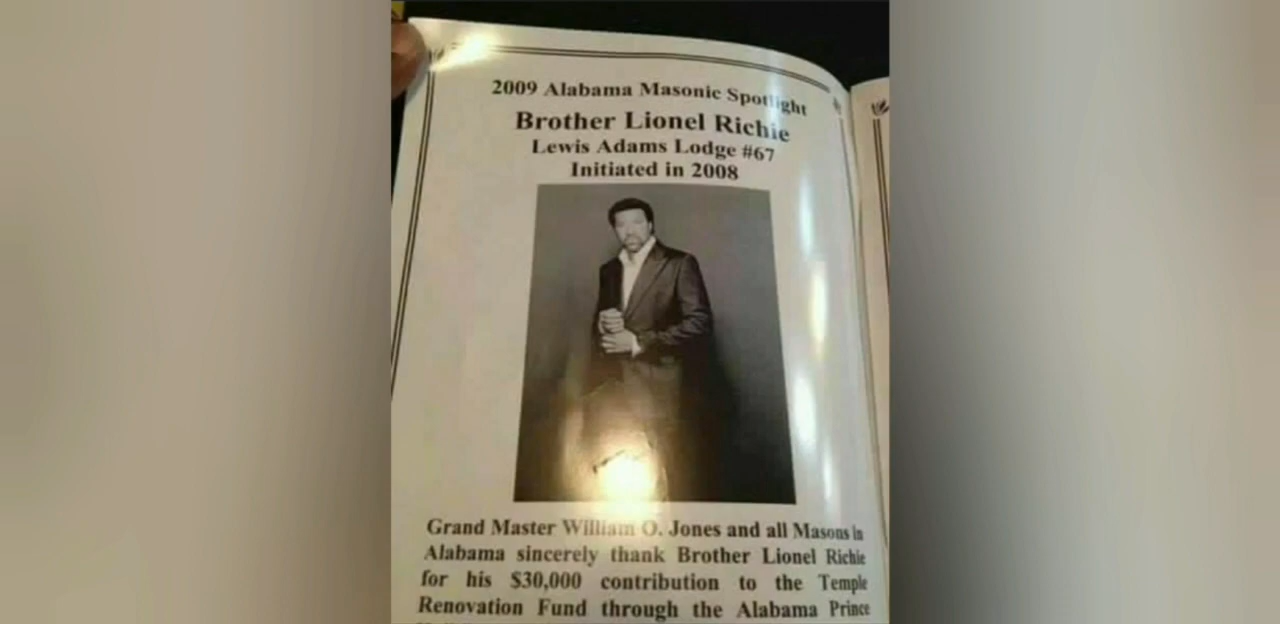 2009 Alabama Masonic Spotlight
Brother Lionel Richie
Lewis Adams Lodge #67
Initiated in 2008
Grand Master William O. Jones and all Masons in
Alabama sincerely thank Brother Lionel Richie
for his $30,000 contribution to the Temple
Renovation Fund through the Alabama Prince